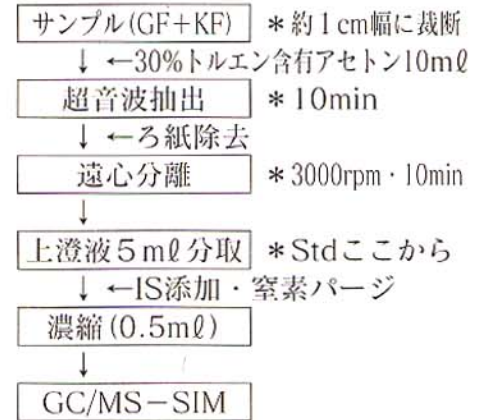 サンプル(GF+KF) *約1cm幅に裁断
↓ ←30%トルエン含有アセトン10mℓ
超音波抽出 *10min
↓ ←ろ紙除去
遠心分離 *3000rpm・10min
↓
上澄液5mℓ分取 *Stdここから
↓ ←IS添加・窒素パージ
濃縮(0.5mℓ)
↓
GC/MS−SIM